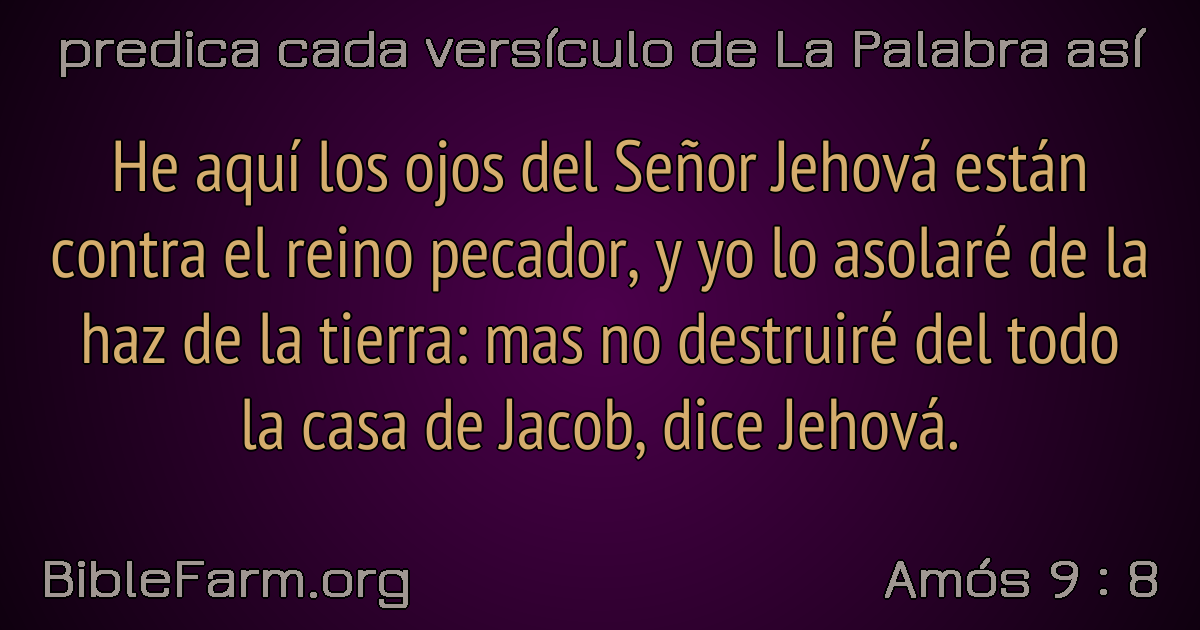 predica cada versículo de La Palabra así
He aquí los ojos del Señor Jehová están
contra el reino pecador, y yo lo asolaré de la
haz de la tierra: mas no destruiré del todo
la casa de Jacob, dice Jehová.
BibleFarm.org
Amós 9 : 8